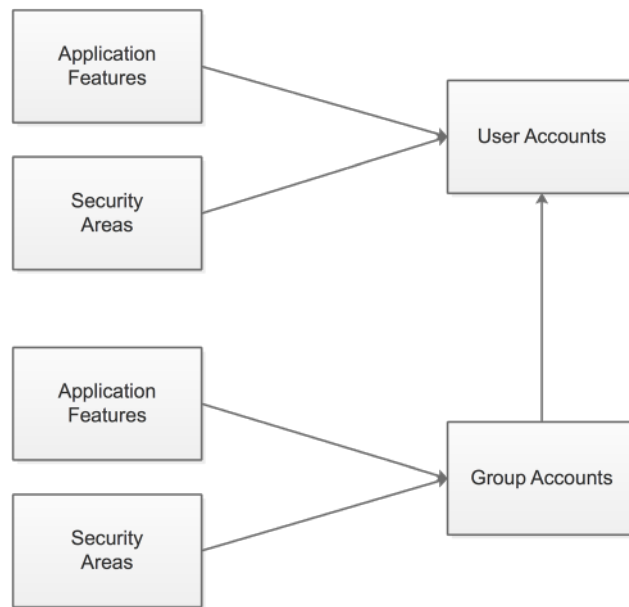 Application
Features
User Accounts
Security
Areas
Application
Features
Group Accounts
Security
Areas